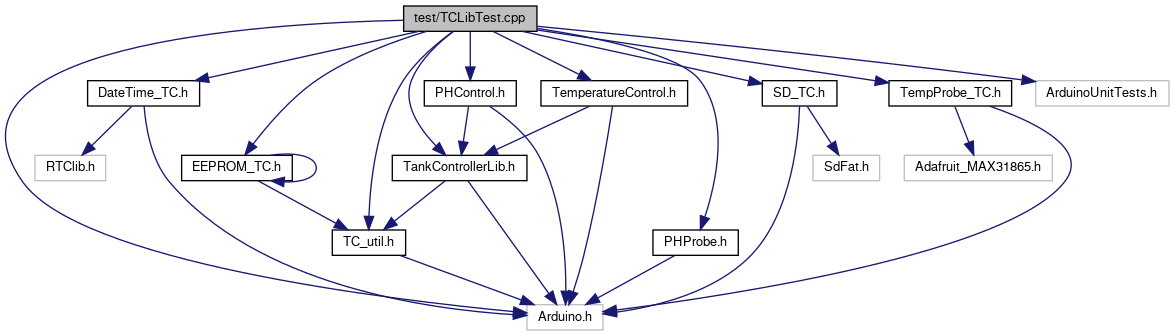 test/TCLibTest.cpp
DateTime_TC.h
PHControl.h
TemperatureControl.h
SD_TC.h
TempProbe_TC.h
ArduinoUnitTests.h
RTClib.h
EEPROM_TC.h
TankControllerLib.h
SdFat.h
Adafruit_MAX31865.h
TC_util.h
PHProbe.h
Arduino.h